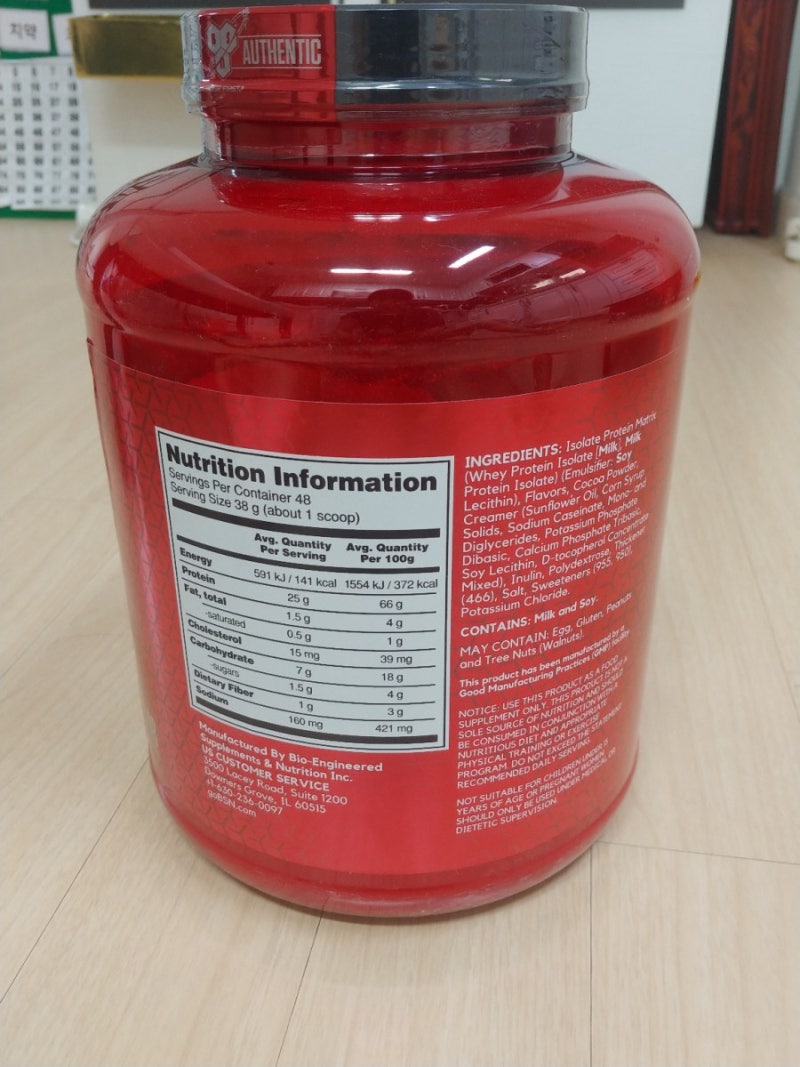 지약
AUTHENTIC
Nutrition Information
Servings Per Container 48
Serving Size 38 g (about 1 scoop)
Avg. Quantity Per Serving Avg. Quantity Per 100g
Energy 591 kJ / 141 kcal 1554 kJ / 372 kcal
Protein 25 g 66 g
Fat, total 1.5 g 4 g
-saturated 0.5 g 1 g
Cholesterol 15 mg 39 mg
Carbohydrate 7 g 18 g
-sugars 1.5 g 4 g
Dietary Fiber 1 g 3 g
Sodium 160 mg 421 mg
Manufactured By Bio-Engineered
Supplements & Nutrition Inc.
US CUSTOMER SERVICE
3500 Lacey Road, Suite 1200
Downers Grove, IL 60515
+1-630-236-0097
goBSN.com
INGREDIENTS: Isolate Protein Matrix
(Whey Protein Isolate [Milk], Milk
Protein Isolate) (Emulsifier: Soy
Lecithin), Flavors, Cocoa Powder,
Creamer (Sunflower Oil, Corn Syrup
Solids, Sodium Caseinate, Mono- and
Diglycerides, Potassium Phosphate
Dibasic, Calcium Phosphate Tribasic,
Soy Lecithin, D-tocopherol Concentrate
Mixed), Inulin, Polydextrose, Thickener
(466), Salt, Sweeteners (955, 950),
Potassium Chloride.
CONTAINS: Milk and Soy.
MAY CONTAIN: Egg, Gluten, Peanuts
and Tree Nuts (Walnuts).
This product has been manufactured by a
Good Manufacturing Practices (GMP) facility
NOTICE: USE THIS PRODUCT AS A FOOD
SUPPLEMENT ONLY. THIS PRODUCT IS NOT A
SOLE SOURCE OF NUTRITION AND SHOULD
BE CONSUMED IN CONJUNCTION WITH A
NUTRITIOUS DIET AND APPROPRIATE
PHYSICAL TRAINING OR EXERCISE
PROGRAM. DO NOT EXCEED THE STATEMENT
RECOMMENDED DAILY SERVING.
NOT SUITABLE FOR CHILDREN UNDER 15
YEARS OF AGE OR PREGNANT WOMEN.
SHOULD ONLY BE USED UNDER MEDICAL OR
DIETETIC SUPERVISION.